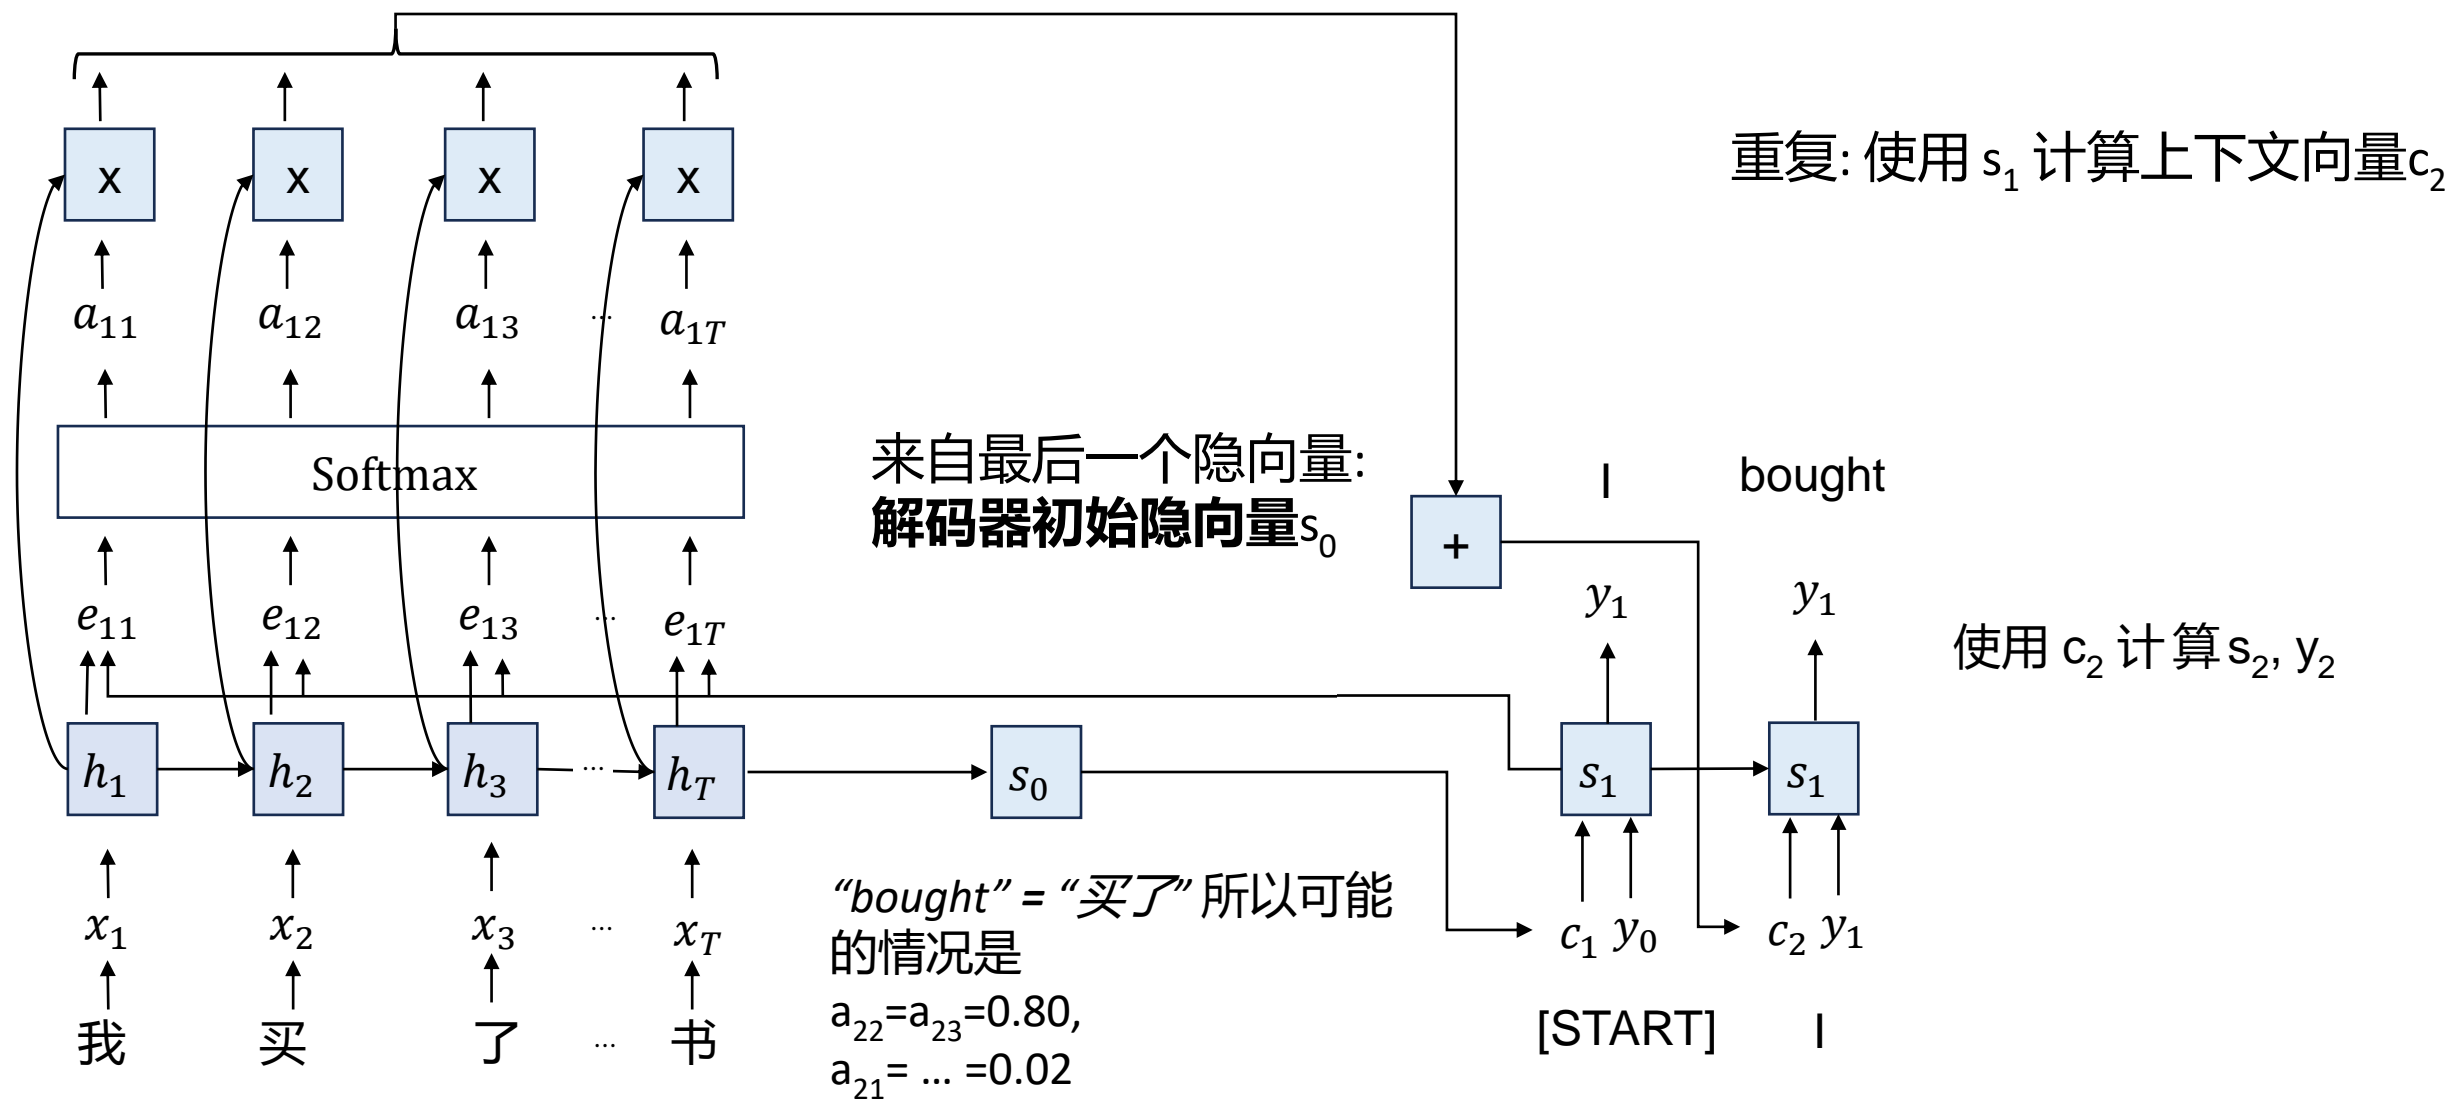 x x x x
重复: 使用 s₁ 计算上下文向量c₂
a₁₁ a₁₂ a₁₃ ... a₁T
Softmax
来自最后一个隐向量:
解码器初始隐向量s₀
I bought
+
e₁₁ e₁₂ e₁₃ ... e₁T
y₁ y₁
使用 c₂ 计算 s₂, y₂
h₁ h₂ h₃ ... hT s₀ s₁ s₁
x₁ x₂ x₃ ... xT
c₁ y₀ c₂ y₁
我 买 了 ... 书
“bought” = “买了” 所以可能
的情况是
a₂₂=a₂₃=0.80,
a₂₁= ... =0.02
[START] I